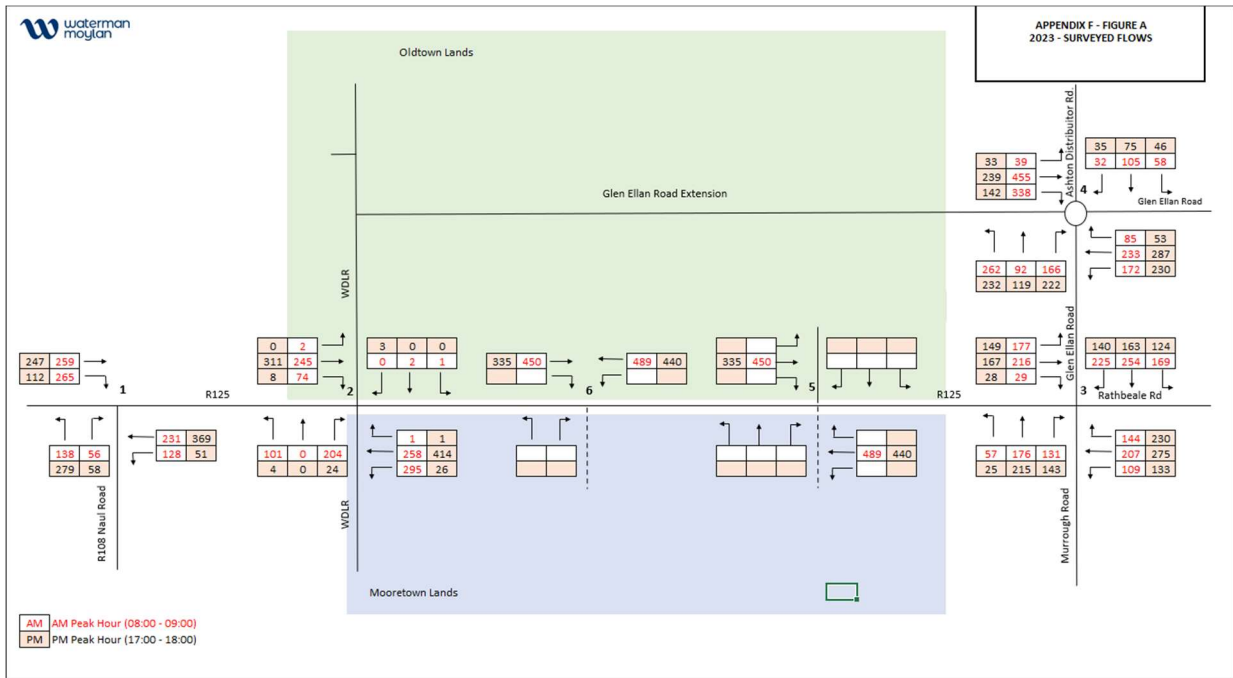 waterman
moylan
APPENDIX F - FIGURE A
2023 - SURVEYED FLOWS
Oldtown Lands
Ashton Distribuitor Rd.
35 75 46
32 105 58
33 39
239 455
142 338
4
Glen Ellan Road Extension
Glen Ellan Road
85 53
233 287
172 230
262 92 166
232 119 222
WDLR
Glen Ellan Road
247 259
112 265
0 2
311 245
8 74
3 0 0
0 2 1
335 450
489 440
335 450
149 177
167 216
28 29
140 163 124
225 254 169
1
R125
2
6
5
R125
3
Rathbeale Rd
138 56
279 58
231 369
128 51
101 0 204
4 0 24
1 1
258 414
295 26
489 440
57 176 131
25 215 143
144 230
207 275
109 133
R108 Naul Road
WDLR
Murrough Road
Mooretown Lands
AM AM Peak Hour (08:00 - 09:00)
PM PM Peak Hour (17:00 - 18:00)